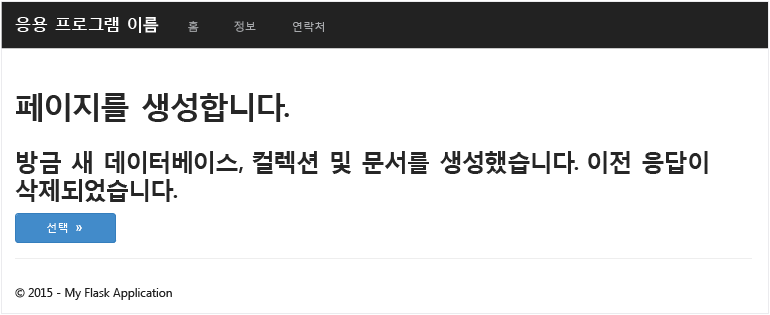 응용 프로그램 이름 홈 정보 연락처
페이지를 생성합니다.
방금 새 데이터베이스, 컬렉션 및 문서를 생성했습니다. 이전 응답이
삭제되었습니다.
선택 »
© 2015 - My Flask Application